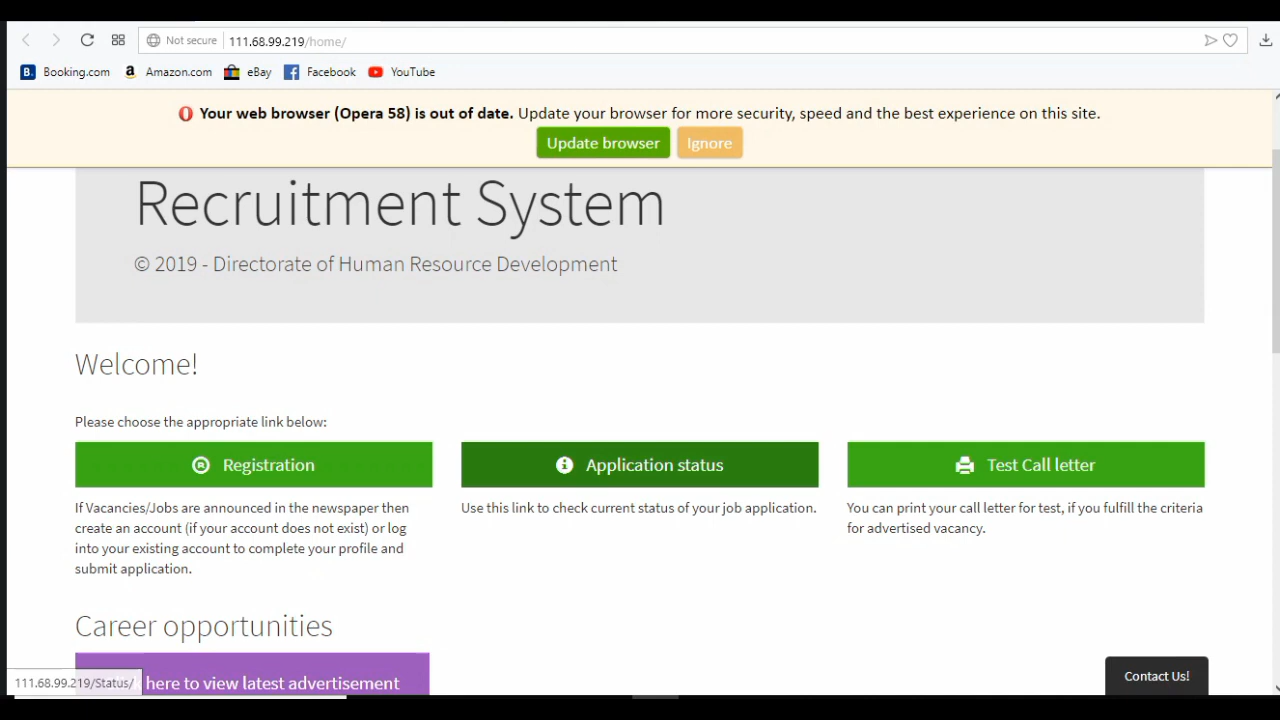 Not secure 111.68.99.219/home/
Booking.com Amazon.com eBay Facebook YouTube
Your web browser (Opera 58) is out of date. Update your browser for more security, speed and the best experience on this site.
Update browser Ignore
Recruitment System
© 2019 - Directorate of Human Resource Development
Welcome!
Please choose the appropriate link below:
Registration
If Vacancies/Jobs are announced in the newspaper then
create an account (if your account does not exist) or log
into your existing account to complete your profile and
submit application.
Application status
Use this link to check current status of your job application.
Test Call letter
You can print your call letter for test, if you fulfill the criteria
for advertised vacancy.
Career opportunities
here to view latest advertisement
111.68.99.219/Status/
Contact Us!